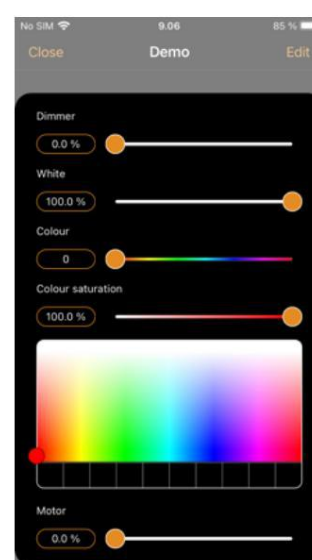 No SIM 9.06 85 %
Close Demo Edit
Dimmer
0.0 %
White
100.0 %
Colour
0
Colour saturation
100.0 %
Motor
0.0 %